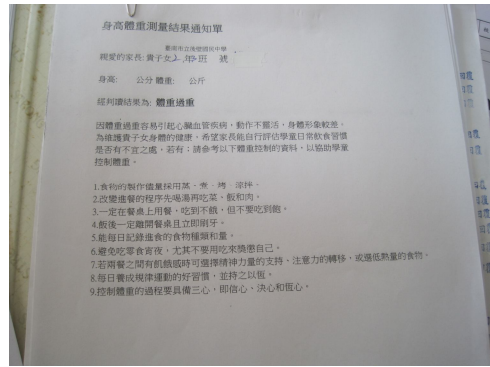 身高體重測量結果通知單
臺南市立後壁國民中學
親愛的家長:貴子女 年 班 號
身高: 公分 體重: 公斤
經判讀結果為: 體重過重
因體重過重容易引起心臟血管疾病,動作不靈活,身體形象較差。
為維護貴子女身體的健康,希望家長能自行評估學童日常飲食習慣
是否有不宜之處,若有;請參考以下體重控制的資料,以協助學童
控制體重。
1.食物的製作儘量採用蒸、煮、烤、涼拌。
2.改變進餐的程序先喝湯再吃菜、飯和肉。
3.一定在餐桌上用餐,吃到不餓,但不要吃到飽。
4.飯後一定離開餐桌且立即刷牙。
5.能每日記錄進食的食物種類和量。
6.避免吃零食宵夜,尤其不要用吃來獎懲自己。
7.若兩餐之間有飢餓感時可選擇精神力量的支持、注意力的轉移,或選低熱量的食物。
8.每日養成規律運動的好習慣,並持之以恆。
9.控制體重的過程要具備三心,即信心、決心和恆心。